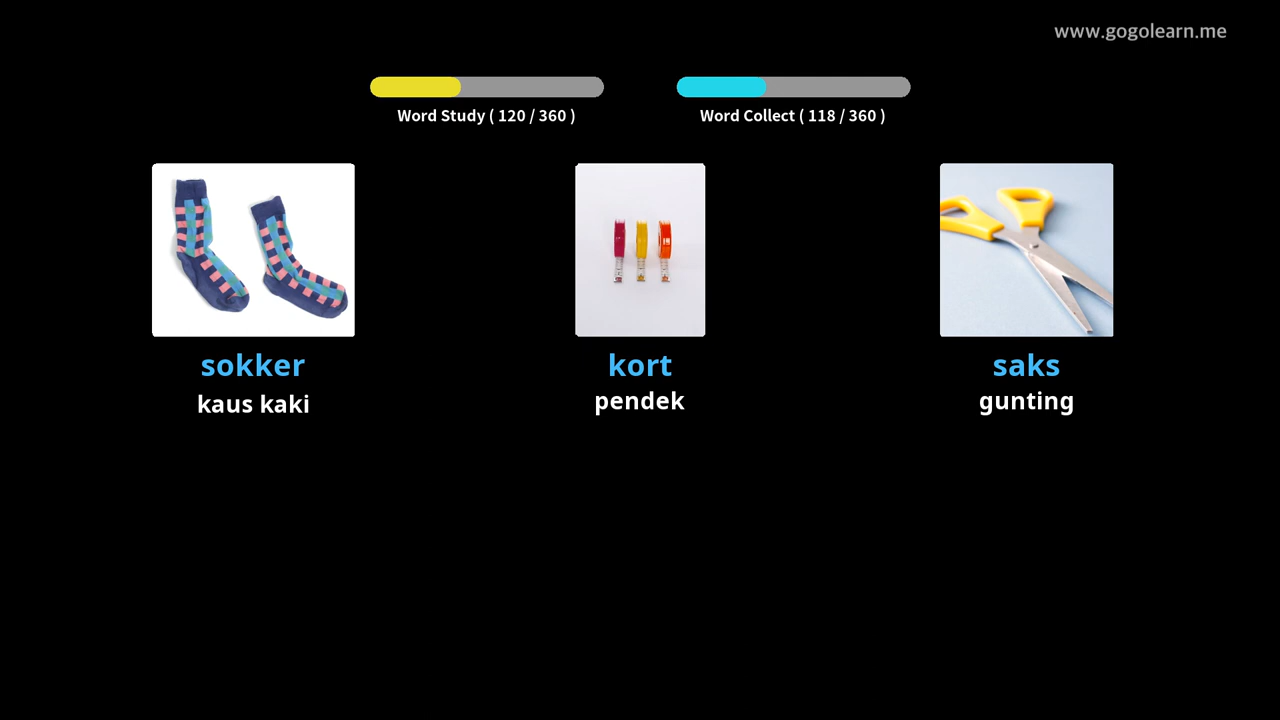 www.gogolearn.me
Word Study ( 120 / 360 )
Word Collect ( 118 / 360 )
sokker
kort
saks
kaus kaki
pendek
gunting